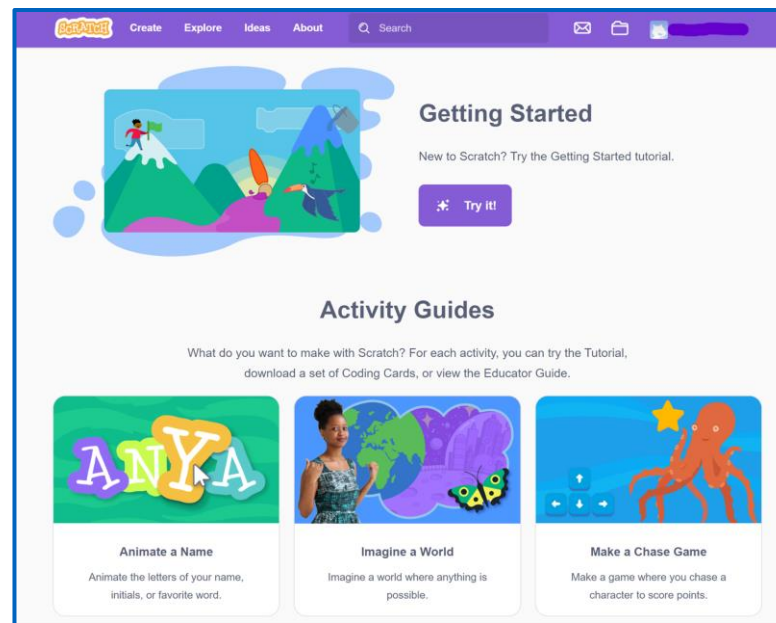 SCRATCH Create Explore Ideas About Search
Getting Started
New to Scratch? Try the Getting Started tutorial.
Try it!
Activity Guides
What do you want to make with Scratch? For each activity, you can try the Tutorial,
download a set of Coding Cards, or view the Educator Guide.
ANYA
Animate a Name
Animate the letters of your name,
initials, or favorite word.
Imagine a World
Imagine a world where anything is
possible.
Make a Chase Game
Make a game where you chase a
character to score points.